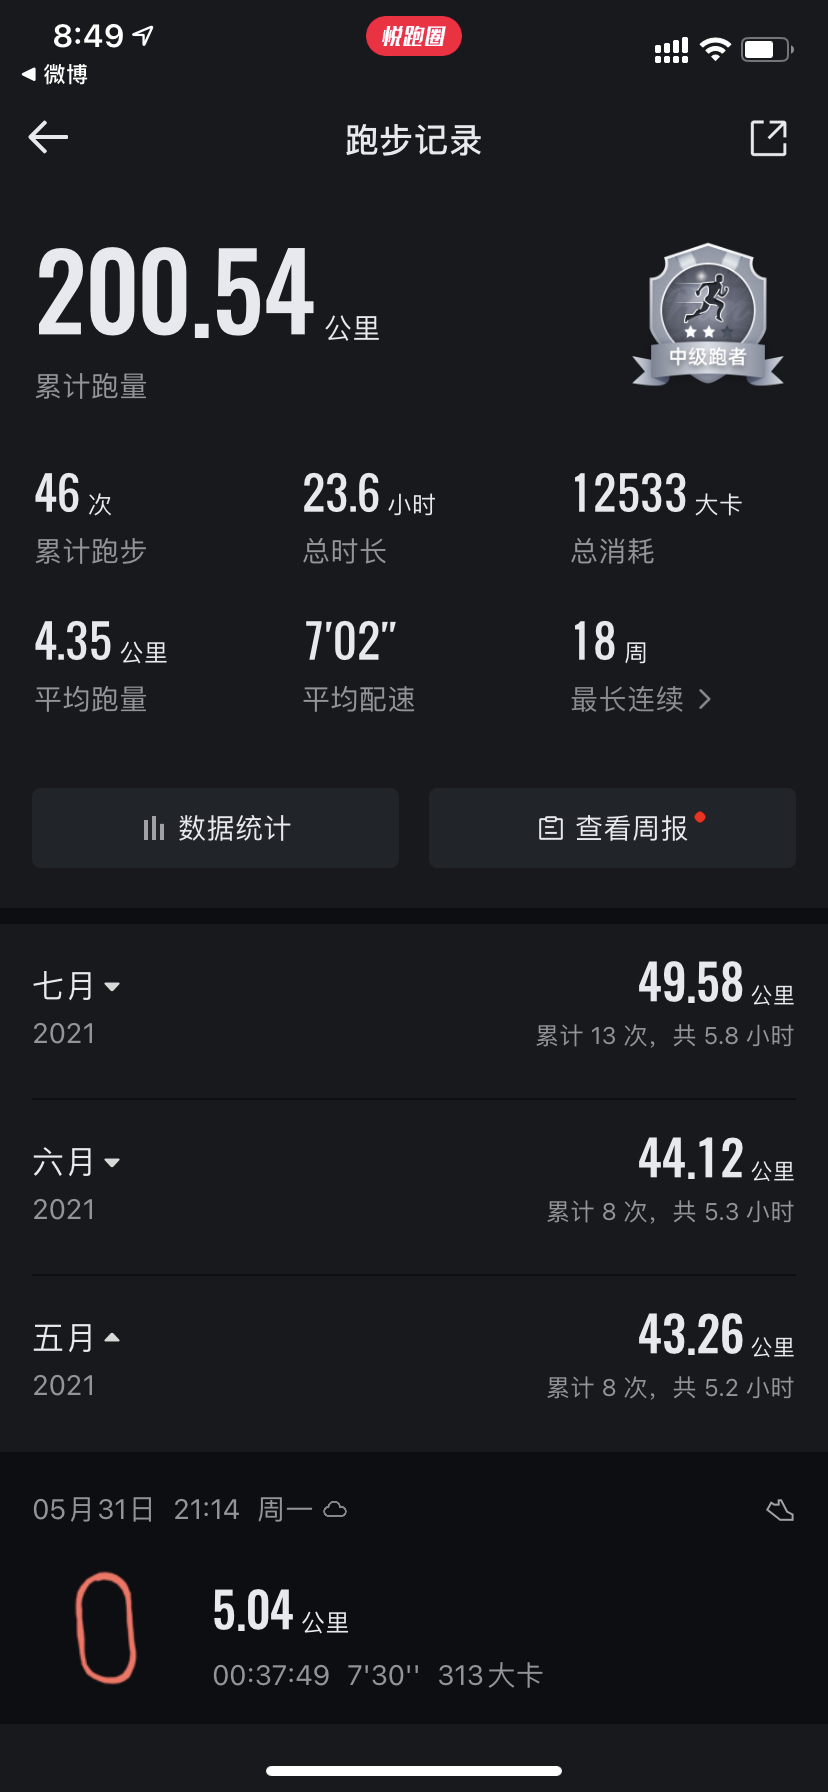 8:49
悦跑圈
微博
跑步记录
200.54 公里
累计跑量
中级跑者
46 次
累计跑步
23.6 小时
总时长
12533 大卡
总消耗
4.35 公里
平均跑量
7'02"
平均配速
18 周
最长连续
数据统计
查看周报
七月
2021
49.58 公里
累计 13 次，共 5.8 小时
六月
2021
44.12 公里
累计 8 次，共 5.3 小时
五月
2021
43.26 公里
累计 8 次，共 5.2 小时
05月31日 21:14 周一
5.04 公里
00:37:49 7'30'' 313大卡